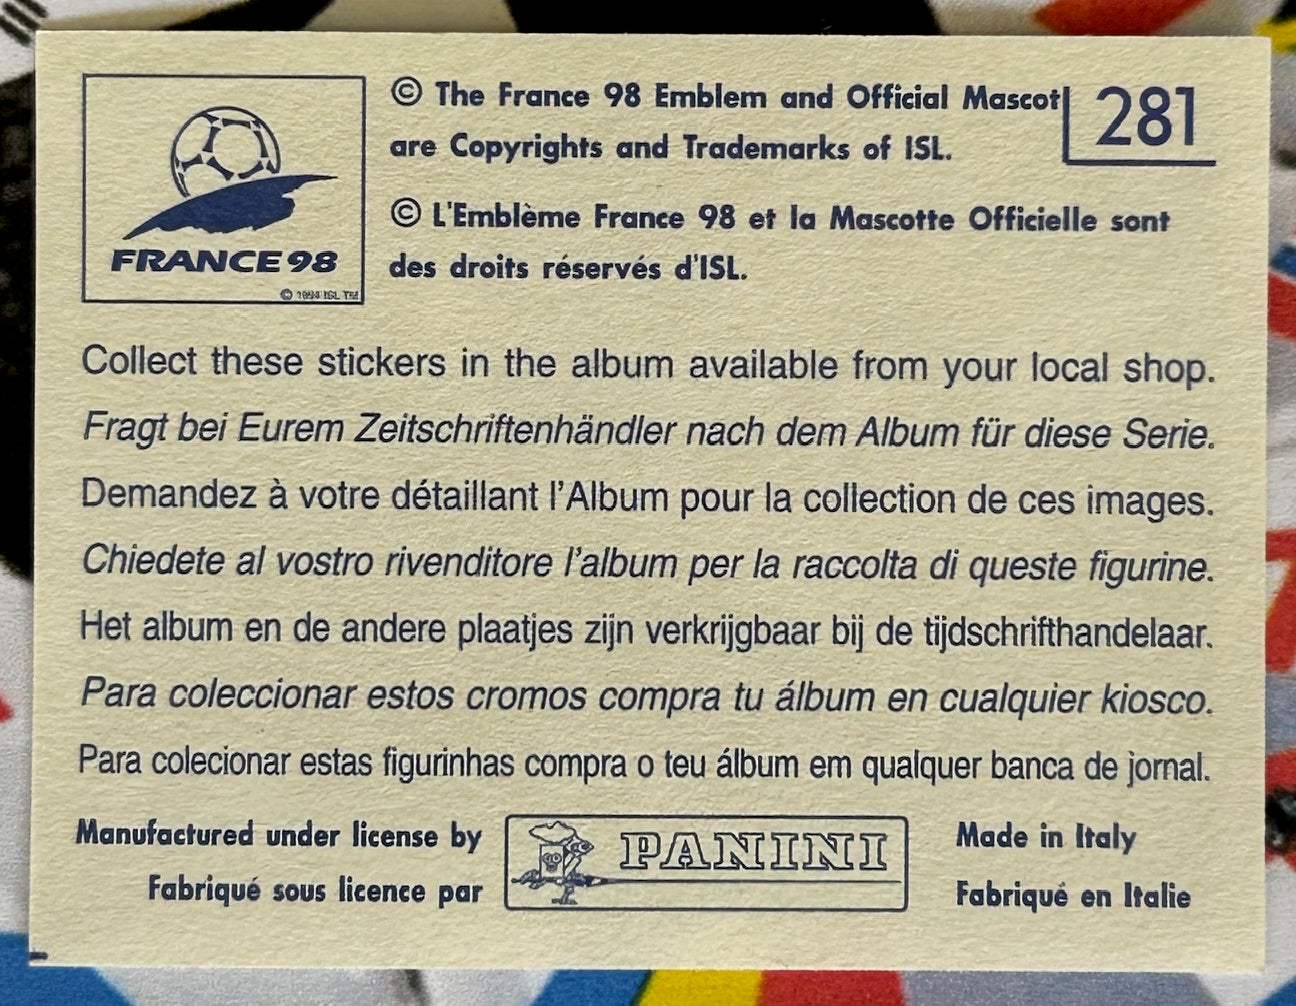 © The France 98 Emblem and Official Mascot
are Copyrights and Trademarks of ISL.
281
© L'Emblème France 98 et la Mascotte Officielle sont
des droits réservés d'ISL.
FRANCE 98
© 1994 ISL TM
Collect these stickers in the album available from your local shop.
Fragt bei Eurem Zeitschriftenhändler nach dem Album für diese Serie.
Demandez à votre détaillant l'Album pour la collection de ces images.
Chiedete al vostro rivenditore l'album per la raccolta di queste figurine.
Het album en de andere plaatjes zijn verkrijgbaar bij de tijdschrifthandelaar.
Para coleccionar estos cromos compra tu álbum en cualquier kiosco.
Para colecionar estas figurinhas compra o teu álbum em qualquer banca de jornal.
Manufactured under license by
Fabriqué sous licence par
PANINI
Made in Italy
Fabriqué en Italie